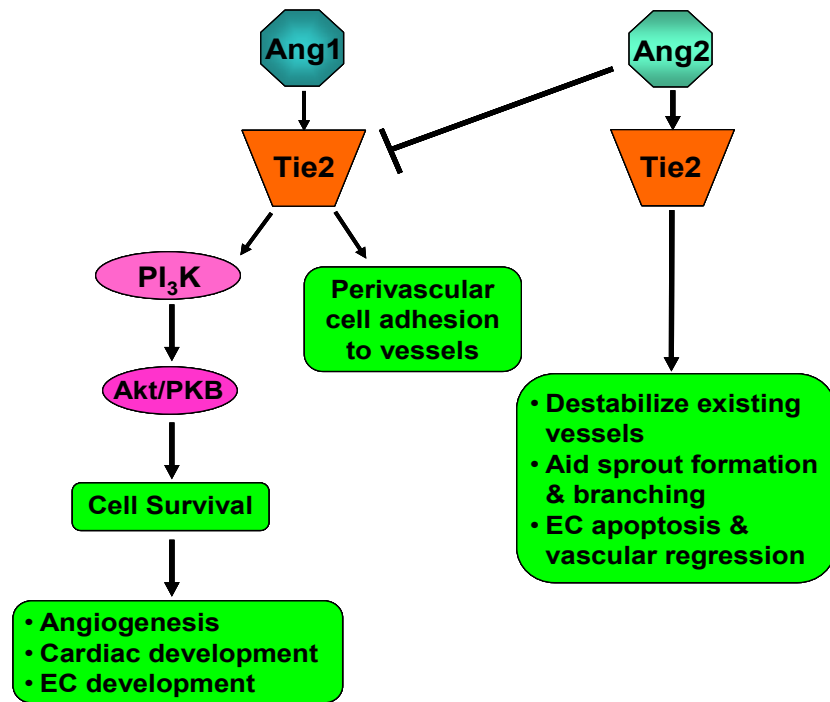 Ang1
Ang2
Tie2
Tie2
PI₃K
Perivascular
cell adhesion
to vessels
Akt/PKB
• Destabilize existing
vessels
• Aid sprout formation
& branching
• EC apoptosis &
vascular regression
Cell Survival
• Angiogenesis
• Cardiac development
• EC development